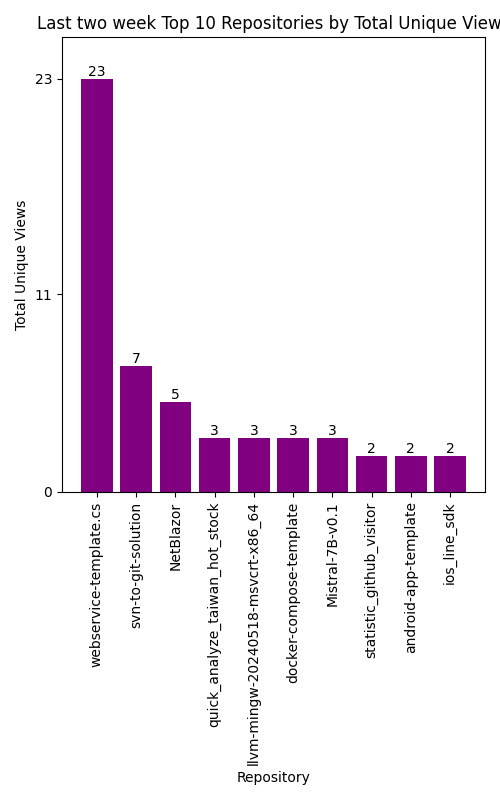 Last two week Top 10 Repositories by Total Unique View
23
11
0
Total Unique Views
23
7
5
3
3
3
3
2
2
2
webservice-template.cs
svn-to-git-solution
NetBlazor
quick_analyze_taiwan_hot_stock
llvm-mingw-20240518-msvcrt-x86_64
docker-compose-template
Mistral-7B-v0.1
statistic_github_visitor
android-app-template
ios_line_sdk
Repository